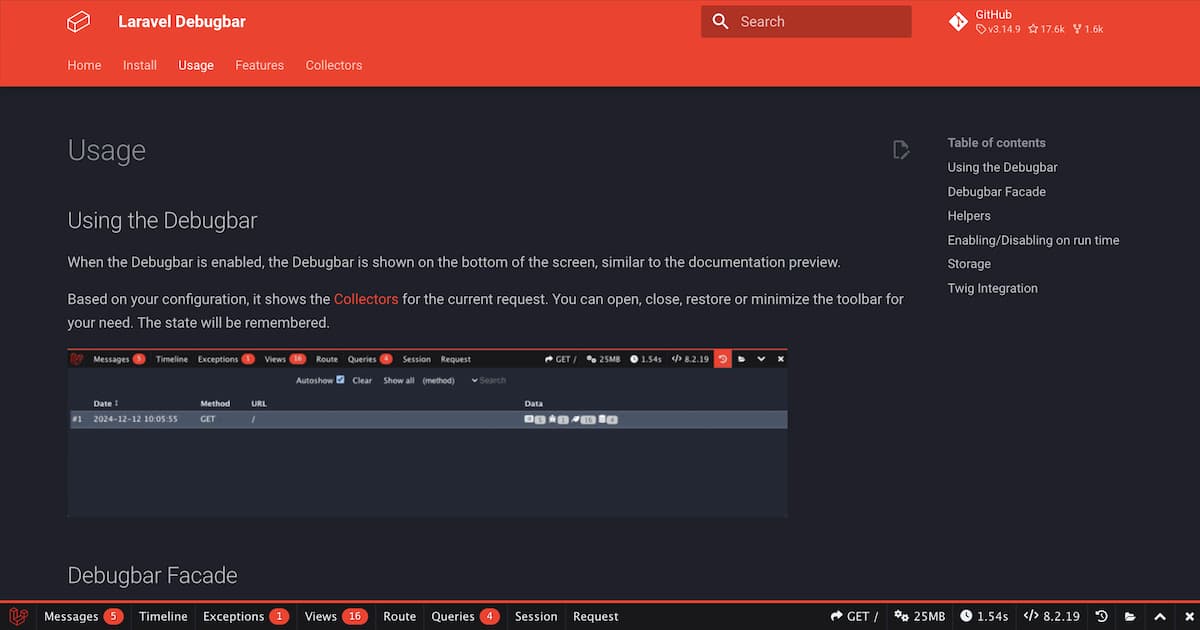 Laravel Debugbar
Search
GitHub
v3.14.9 17.6k 1.6k
Home Install Usage Features Collectors
Usage
Table of contents
Using the Debugbar
Debugbar Facade
Helpers
Enabling/Disabling on run time
Storage
Twig Integration
Using the Debugbar
When the Debugbar is enabled, the Debugbar is shown on the bottom of the screen, similar to the documentation preview.
Based on your configuration, it shows the Collectors for the current request. You can open, close, restore or minimize the toolbar for
your need. The state will be remembered.
Messages 5 Timeline Exceptions 1 Views 16 Route Queries 4 Session Request GET / 25MB 1.54s 8.2.19
Autoshow Clear Show all (method) Search
Date Method URL Data
#1 2024-12-12 10:05:55 GET / 5 1 16 4
Debugbar Facade
Messages 5 Timeline Exceptions 1 Views 16 Route Queries 4 Session Request GET / 25MB 1.54s </> 8.2.19